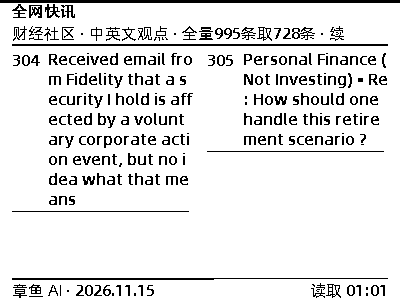 全网快讯
财经社区 · 中英文观点 · 全量995条取728条 · 续
304 Received email fro
m Fidelity that a s
ecurity I hold is aff
ected by a volunt
ary corporate acti
on event, but no i
dea what that me
ans
305 Personal Finance (
Not Investing) • Re
: How should one
handle this retire
ment scenario ?
章鱼 AI · 2026.11.15
读取 01:01